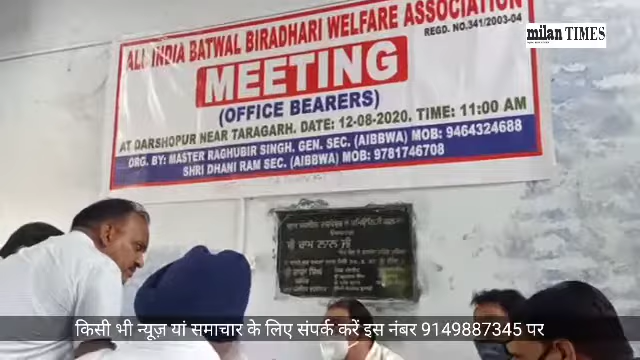 ALL INDIA BATWAL BIRADHARI WELFARE ASSOCIATION
REGD. NO.341/2003-04
milan TIMES
MEETING
(OFFICE BEARERS)
AT DARSHOPUR NEAR TARAGARH. DATE: 12-08-2020. TIME: 11:00 AM
ORG. BY: MASTER RAGHUBIR SINGH. GEN. SEC. (AIBBWA) MOB: 9464324688
SHRI DHANI RAM SEC. (AIBBWA) MOB: 9781746708
किसी भी न्यूज़ यां समाचार के लिए संपर्क करें इस नंबर 9149887345 पर